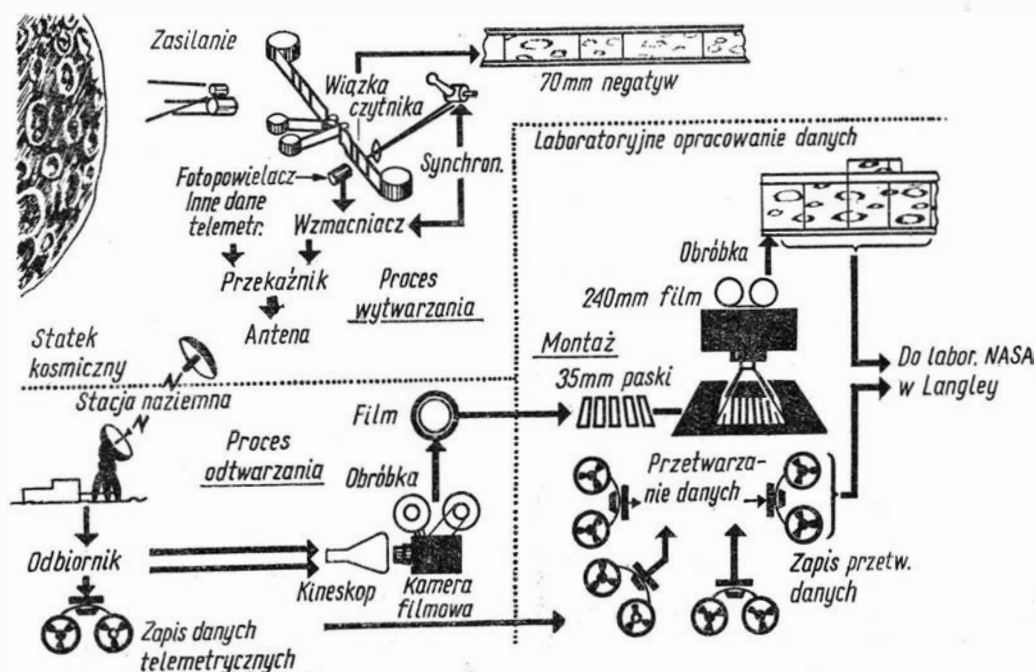 Zasilanie
Wiązka
czytnika
70mm negatyw
Synchron.
Fotopowielacz
Inne dane
telemetr.
Wzmacniacz
Przekaźnik
Antena
Proces
wytwarzania
Statek
kosmiczny
Laboratoryjne opracowanie danych
Obróbka
240mm film
Montaż
35mm paski
Do labor. NASA
w Langley
Przetwarza-
nie danych
Zapis przetw.
danych
Stacja naziemna
Proces
odtwarzania
Film
Obróbka
Odbiornik
Kineskop
Kamera
filmowa
Zapis danych
telemetrycznych